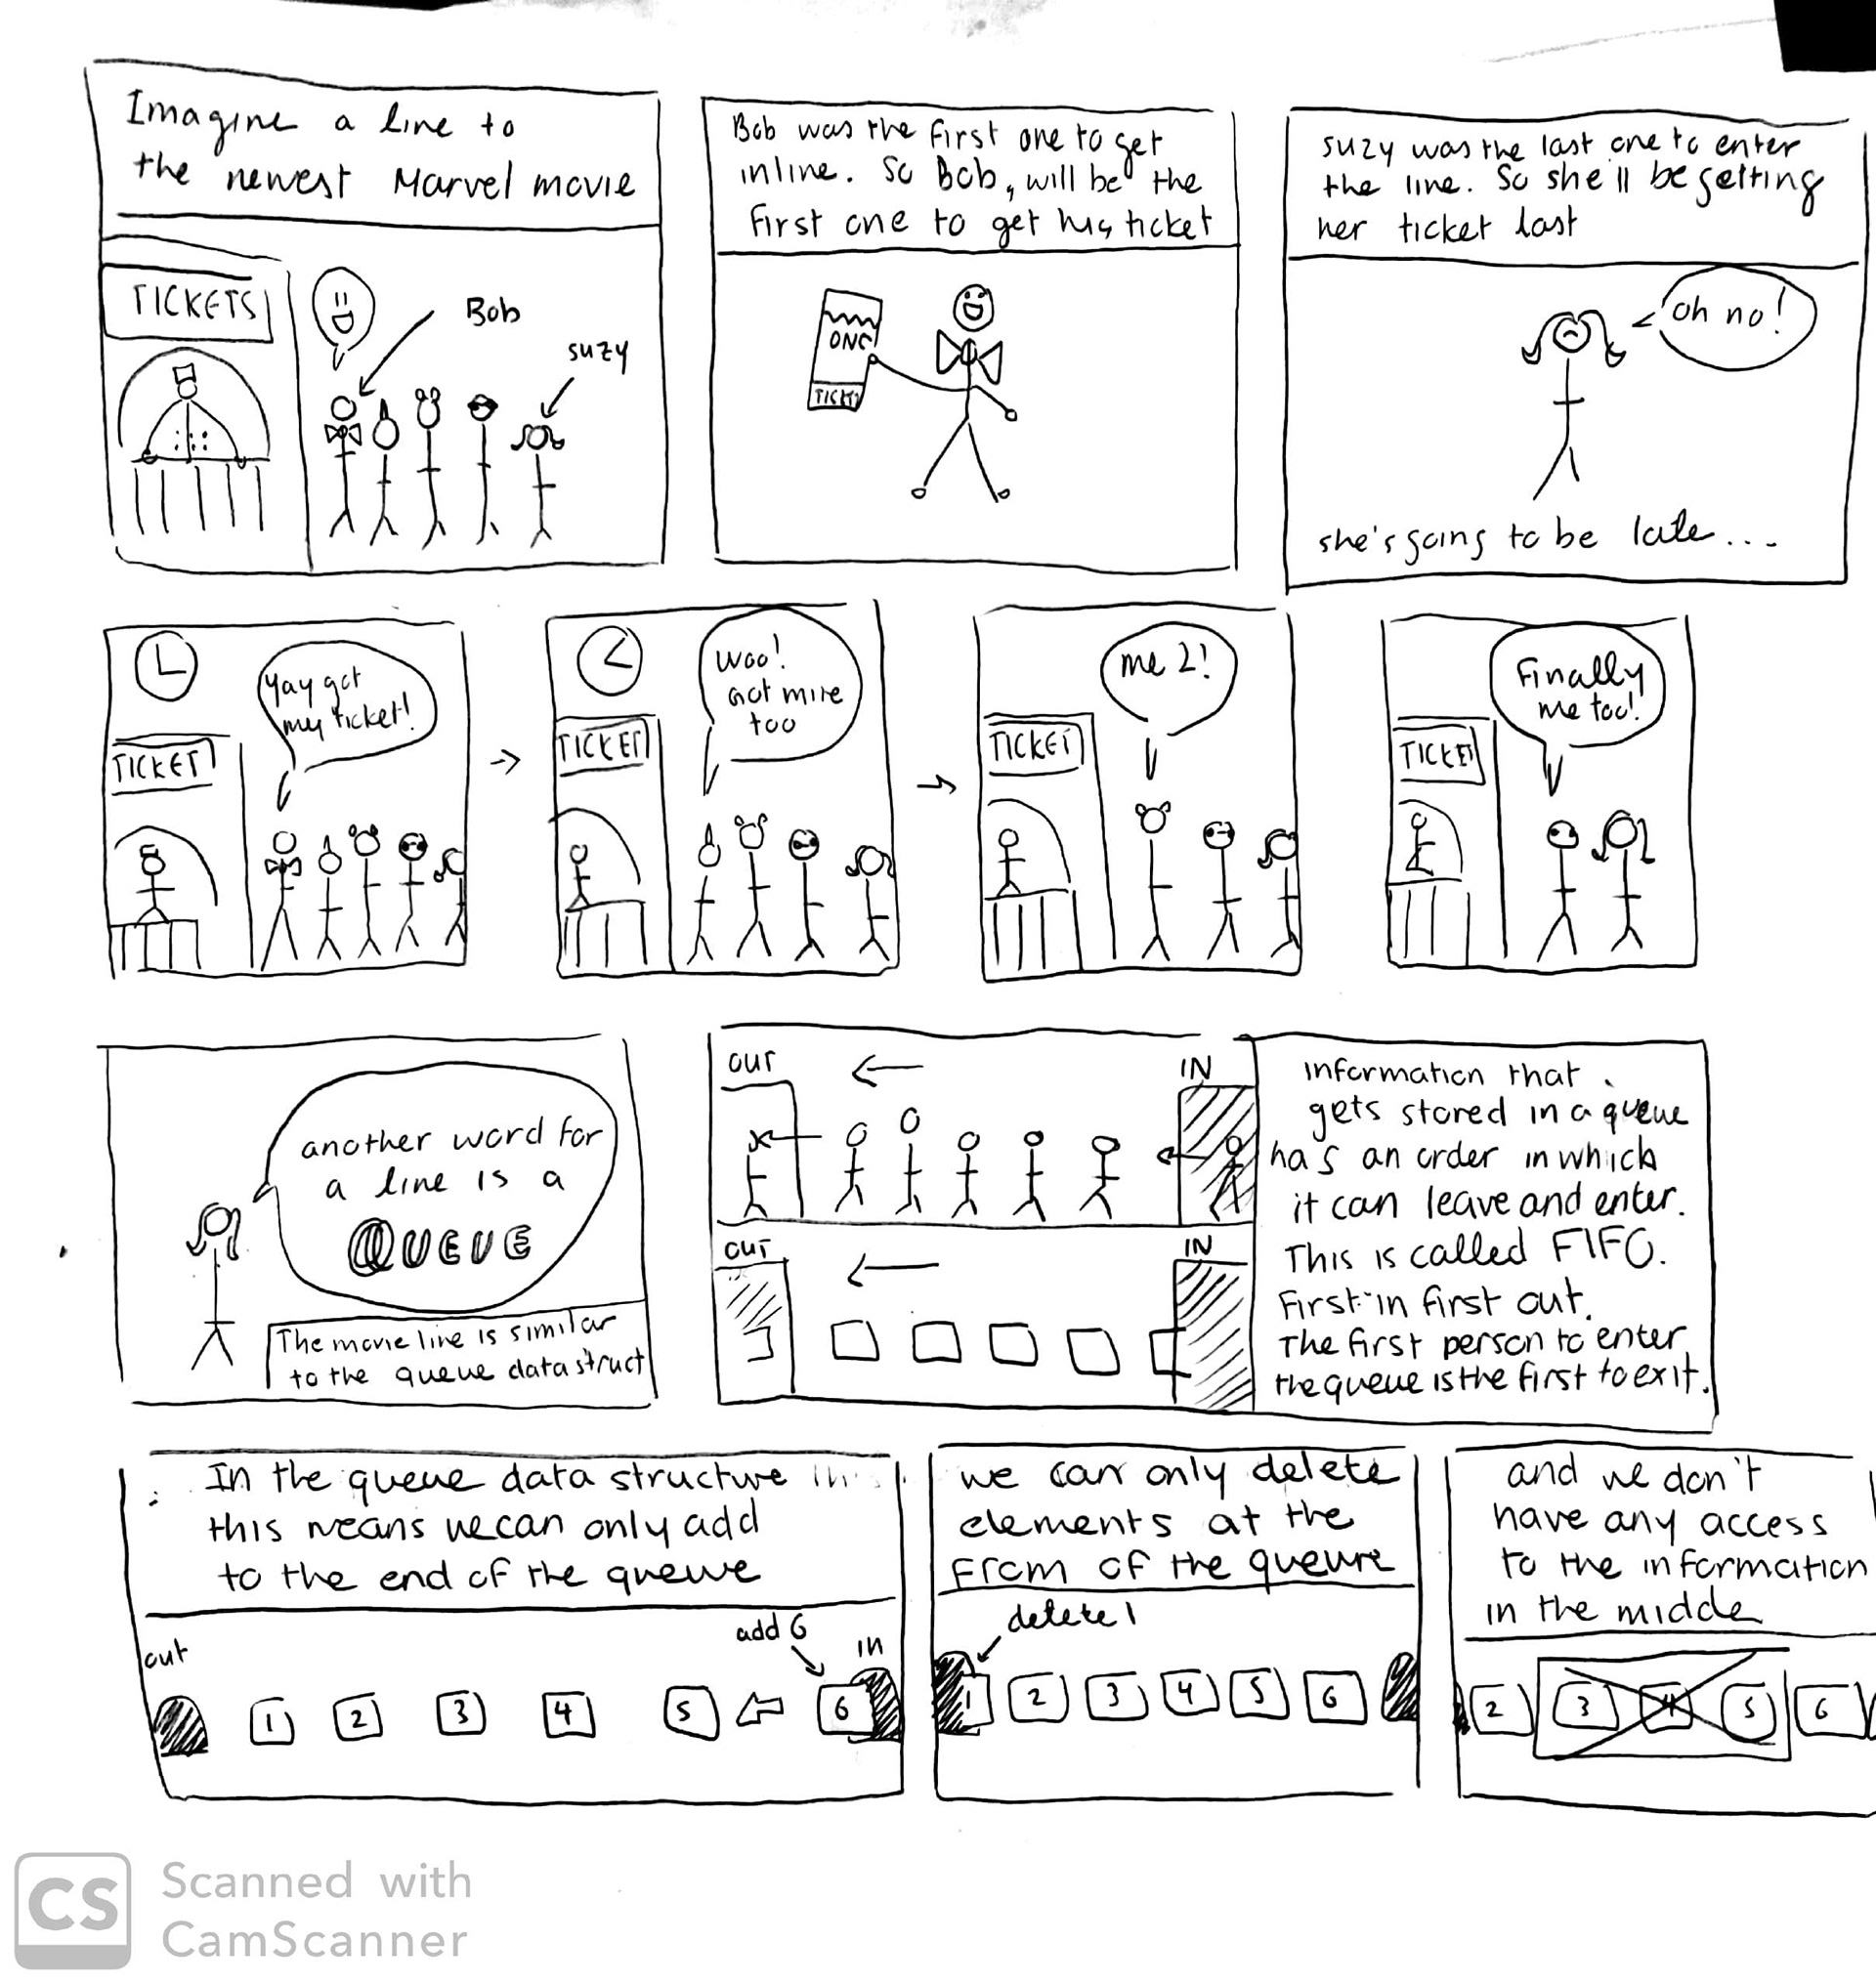 Imagine a line to
the newest Marvel movie
TICKETS
Bob
suzy
Bob was the first one to get
inline. So Bob, will be the
first one to get his ticket
ONE
TICKET
suzy was the last one to enter
the line. So she'll be getting
her ticket last
oh no!
she's going to be late...
Yay got
my ticket!
TICKET
Woo!
Got mine
too
TICKET
me 2!
TICKET
Finally
me too!
TICKET
another word for
a line is a
QUEUE
The movie line is similar
to the queue data struct
OUT
IN
OUT
IN
information that
gets stored in a queue
has an order in which
it can leave and enter.
This is called FIFO.
First in first out.
The first person to enter
the queue is the first to exit.
In the queue data structure
this means we can only add
to the end of the queue
add 6
out
in
1 2 3 4 5 6
we can only delete
elements at the
from of the queue
delete 1
1 2 3 4 5 6
and we don't
have any access
to the information
in the middle
2 3 4 5 6
CS
Scanned with
CamScanner